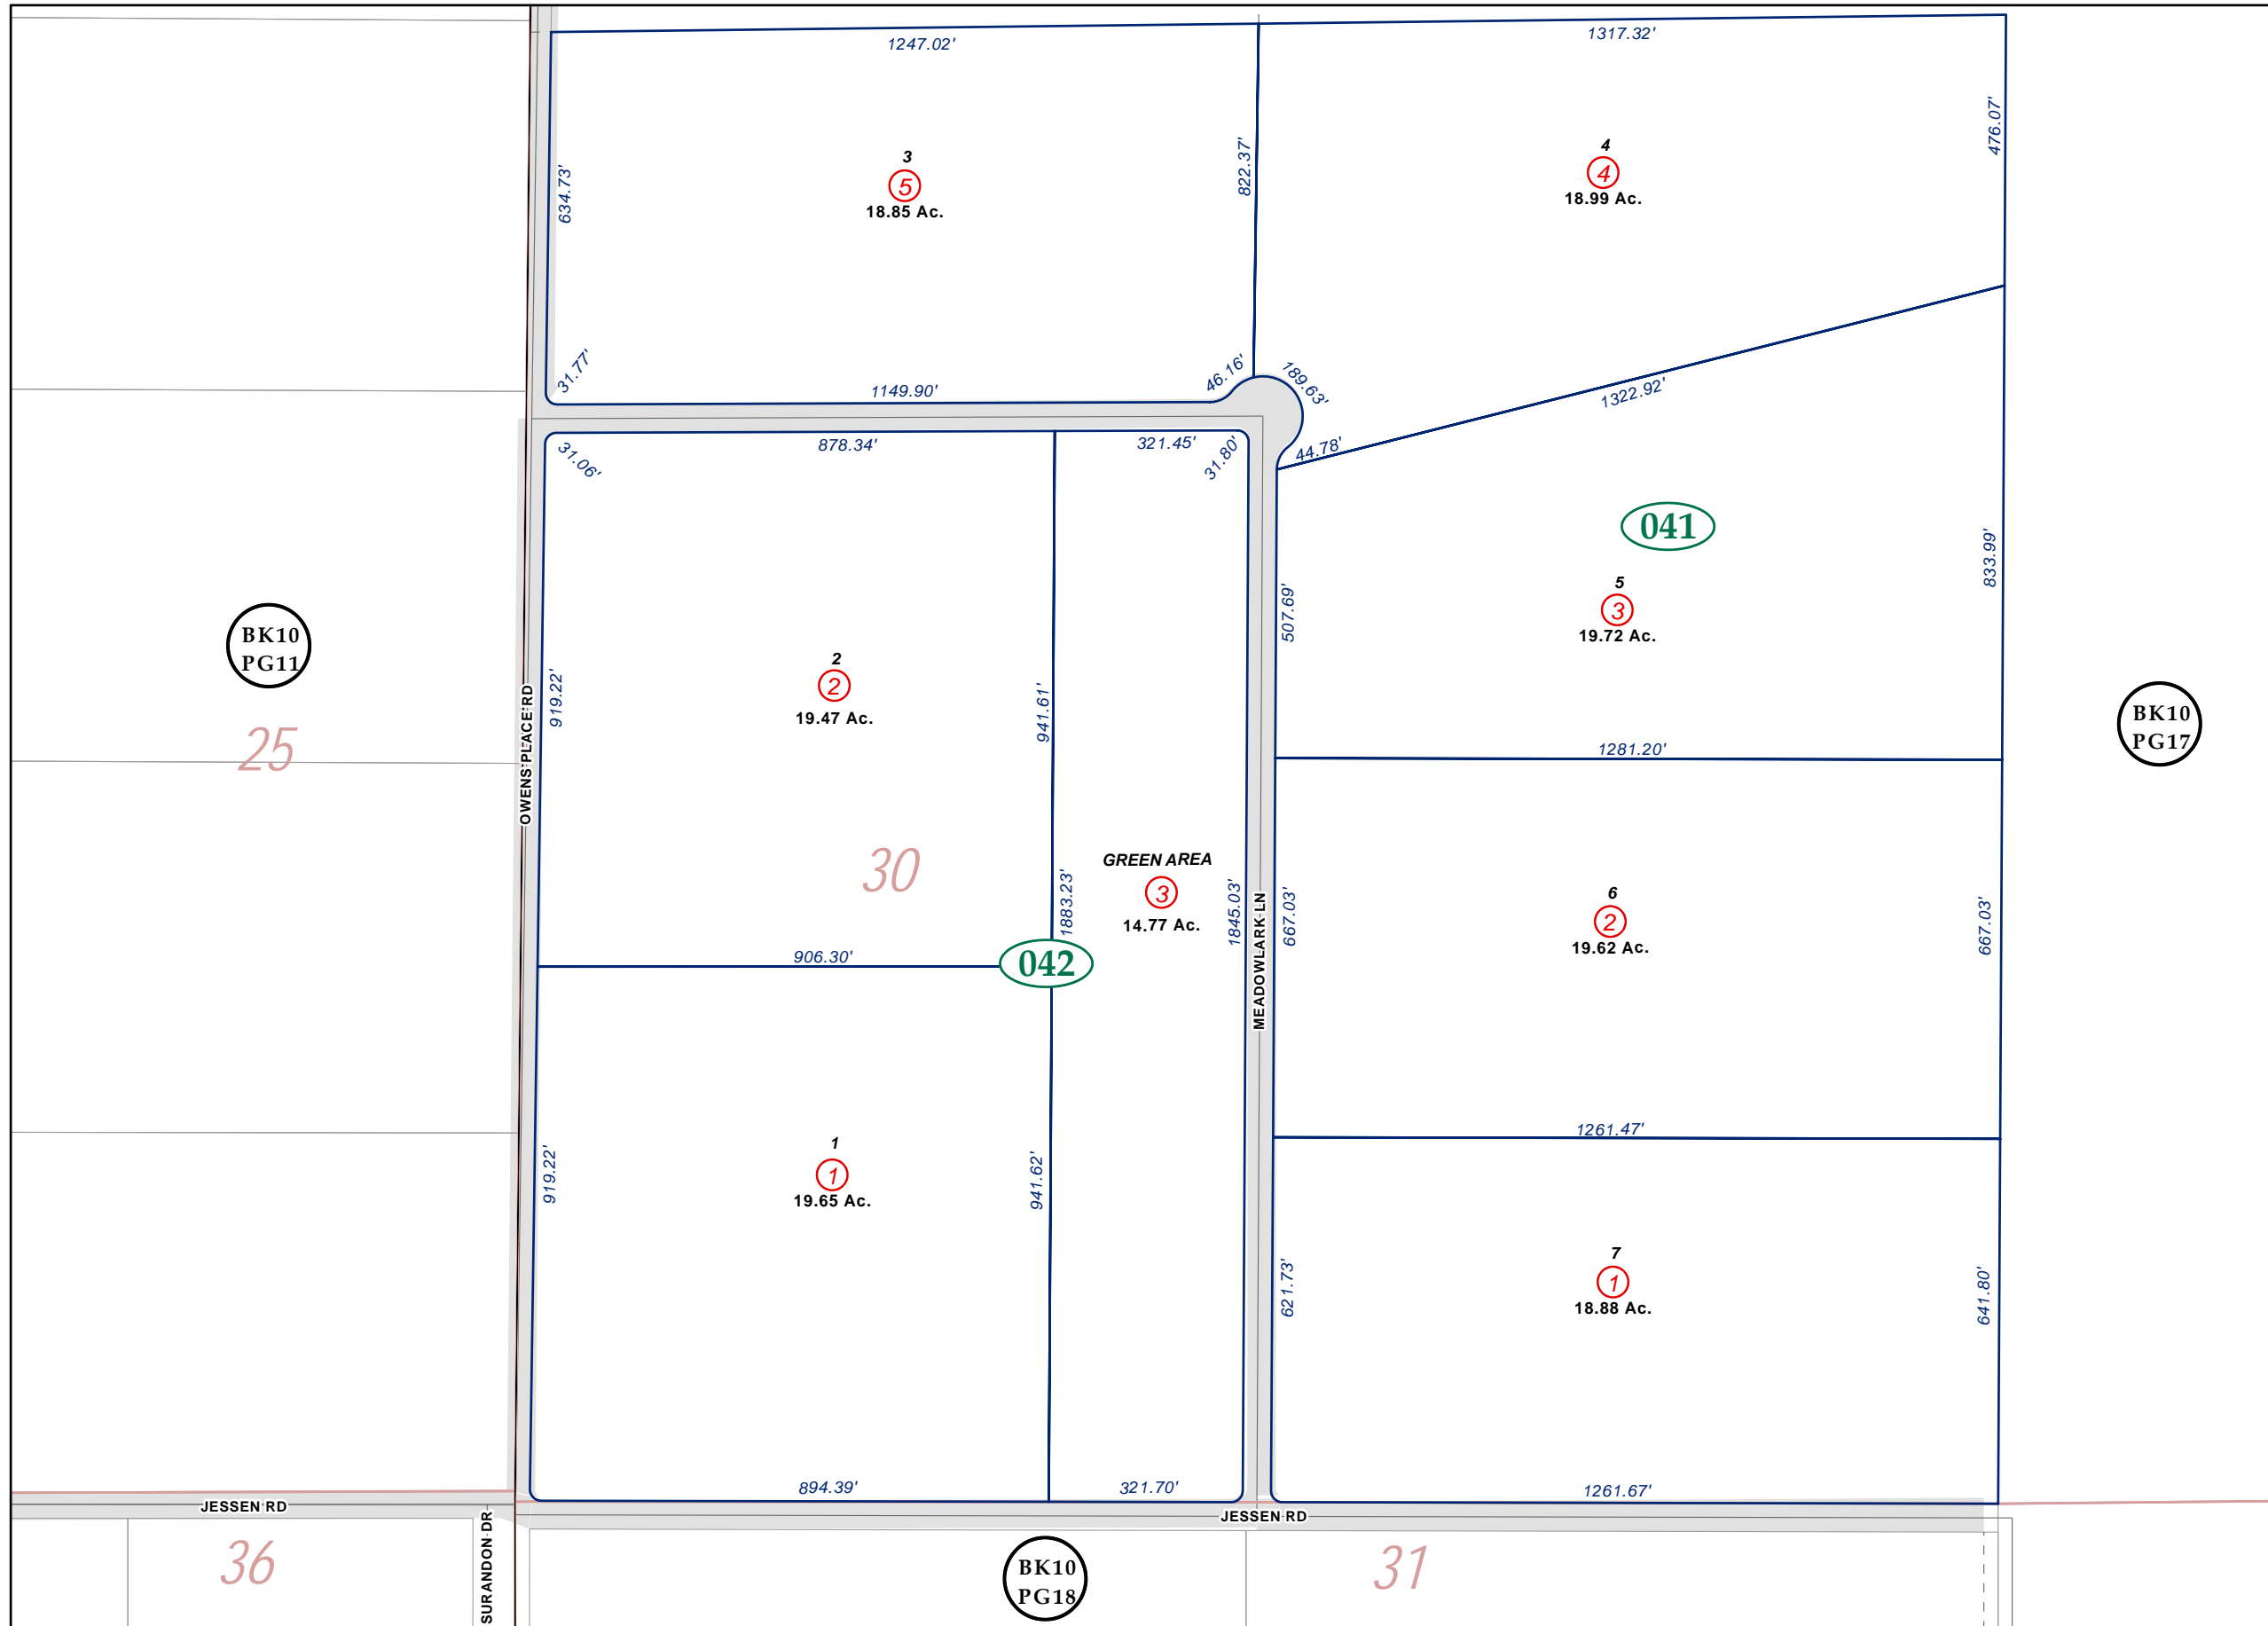 1247.02'
1317.32'
634.73'
3
5
18.85 Ac.
822.37'
4
4
18.99 Ac.
476.07'
31.77'
1149.90'
46.16'
189.63'
1322.92'
44.78'
31.06'
878.34'
321.45'
31.80'
041
507.69'
5
3
19.72 Ac.
833.99'
BK10
PG11
25
OWENS PLACE RD
919.22'
2
2
19.47 Ac.
941.61'
BK10
PG17
1281.20'
30
GREEN AREA
3
14.77 Ac.
1883.23'
1845.03'
MEADOWLARK LN
667.03'
6
2
19.62 Ac.
667.03'
906.30'
042
919.22'
1
1
19.65 Ac.
941.62'
1261.47'
621.73'
7
1
18.88 Ac.
641.80'
894.39'
321.70'
1261.67'
JESSEN RD
JESSEN RD
36
SURANDON DR
BK10
PG18
31